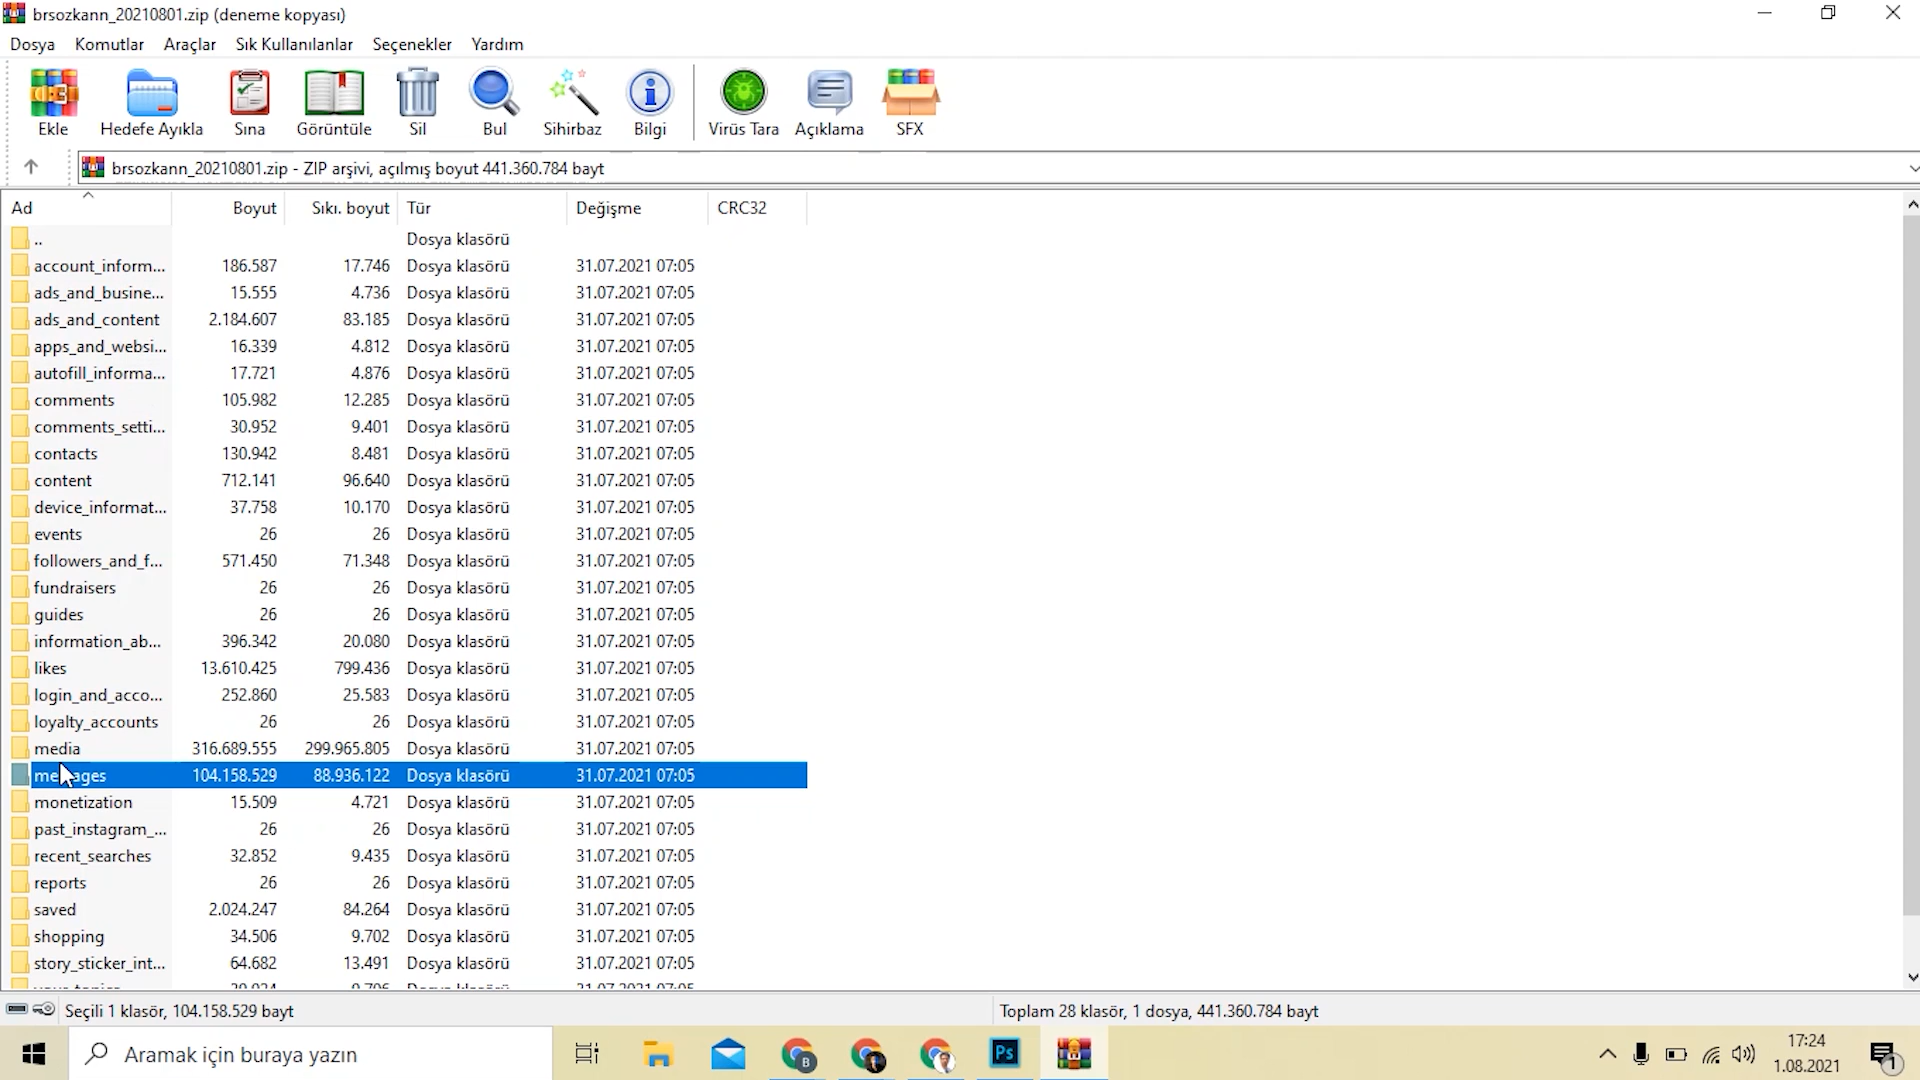 brsozkann_20210801.zip (deneme kopyası)
Dosya Komutlar Araçlar Sık Kullanılanlar Seçenekler Yardım
Ekle Hedefe Ayıkla Sına Görüntüle Sil Bul Sihirbaz Bilgi Virüs Tara Açıklama SFX
brsozkann_20210801.zip - ZIP arşivi, açılmış boyut 441.360.784 bayt
Ad Boyut Sıkı. boyut Tür Değişme CRC32
.. Dosya klasörü
account_inform... 186.587 17.746 Dosya klasörü 31.07.2021 07:05
ads_and_busine... 15.555 4.736 Dosya klasörü 31.07.2021 07:05
ads_and_content 2.184.607 83.185 Dosya klasörü 31.07.2021 07:05
apps_and_websi... 16.339 4.812 Dosya klasörü 31.07.2021 07:05
autofill_informa... 17.721 4.876 Dosya klasörü 31.07.2021 07:05
comments 105.982 12.285 Dosya klasörü 31.07.2021 07:05
comments_setti... 30.952 9.401 Dosya klasörü 31.07.2021 07:05
contacts 130.942 8.481 Dosya klasörü 31.07.2021 07:05
content 712.141 96.640 Dosya klasörü 31.07.2021 07:05
device_informat... 37.758 10.170 Dosya klasörü 31.07.2021 07:05
events 26 26 Dosya klasörü 31.07.2021 07:05
followers_and_f... 571.450 71.348 Dosya klasörü 31.07.2021 07:05
fundraisers 26 26 Dosya klasörü 31.07.2021 07:05
guides 26 26 Dosya klasörü 31.07.2021 07:05
information_ab... 396.342 20.080 Dosya klasörü 31.07.2021 07:05
likes 13.610.425 799.436 Dosya klasörü 31.07.2021 07:05
login_and_acco... 252.860 25.583 Dosya klasörü 31.07.2021 07:05
loyalty_accounts 26 26 Dosya klasörü 31.07.2021 07:05
media 316.689.555 299.965.805 Dosya klasörü 31.07.2021 07:05
messages 104.158.529 88.936.122 Dosya klasörü 31.07.2021 07:05
monetization 15.509 4.721 Dosya klasörü 31.07.2021 07:05
past_instagram_... 26 26 Dosya klasörü 31.07.2021 07:05
recent_searches 32.852 9.435 Dosya klasörü 31.07.2021 07:05
reports 26 26 Dosya klasörü 31.07.2021 07:05
saved 2.024.247 84.264 Dosya klasörü 31.07.2021 07:05
shopping 34.506 9.702 Dosya klasörü 31.07.2021 07:05
story_sticker_int... 64.682 13.491 Dosya klasörü 31.07.2021 07:05
Seçili 1 klasör, 104.158.529 bayt Toplam 28 klasör, 1 dosya, 441.360.784 bayt
Aramak için buraya yazın B Ps 17:24
1.08.2021 1